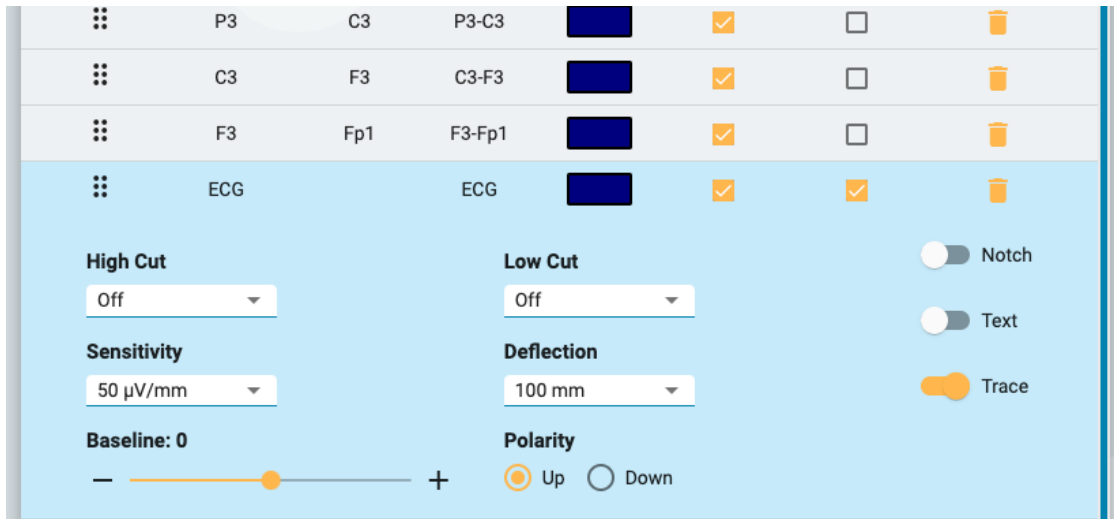 P3 C3 P3-C3
C3 F3 C3-F3
F3 Fp1 F3-Fp1
ECG ECG
High Cut Low Cut Notch
Off Off
Text
Sensitivity Deflection
50 µV/mm 100 mm Trace
Baseline: 0 Polarity
Up Down